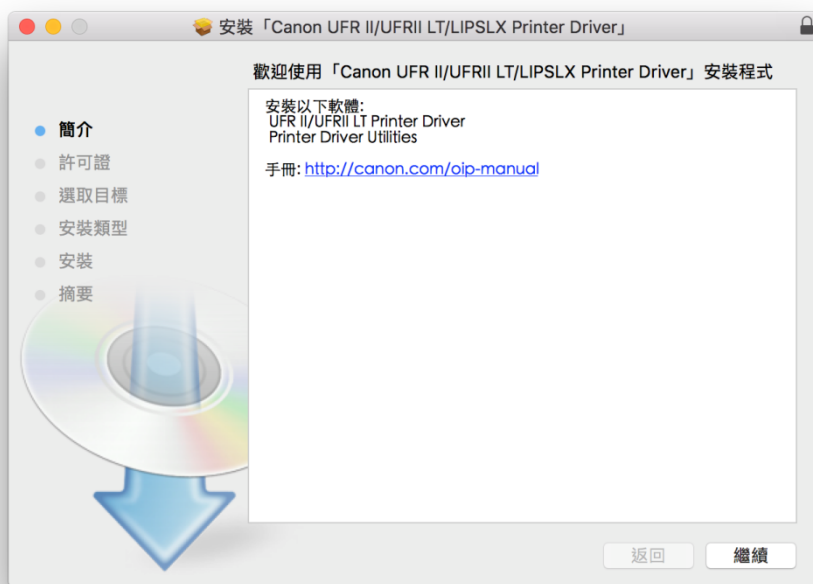 安裝「Canon UFR II/UFRII LT/LIPSLX Printer Driver」
歡迎使用「Canon UFR II/UFRII LT/LIPSLX Printer Driver」安裝程式
簡介
許可證
選取目標
安裝類型
安裝
摘要
安裝以下軟體:
UFR II/UFRII LT Printer Driver
Printer Driver Utilities
手冊: http://canon.com/oip-manual
返回
繼續